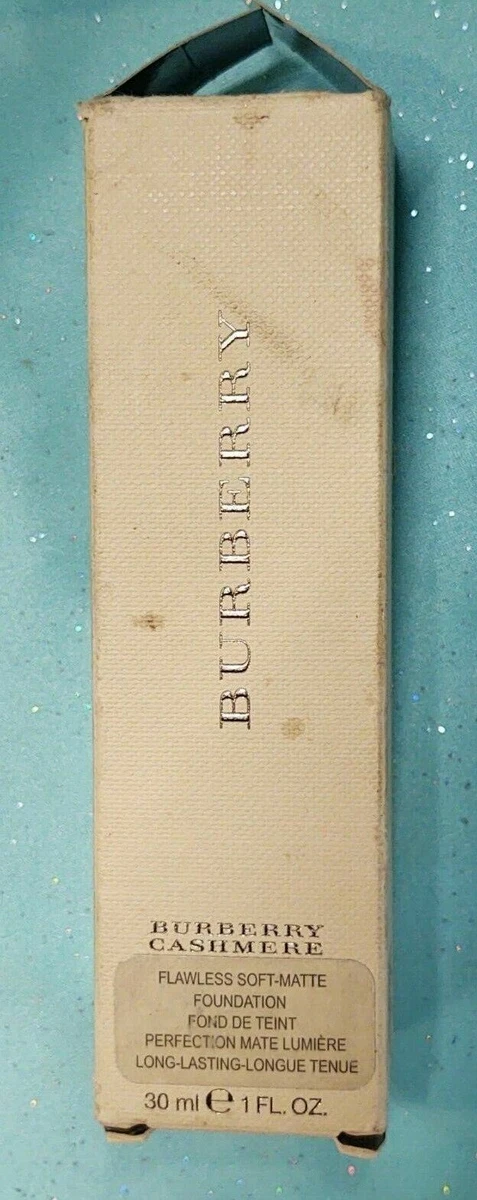 BURBERRY
BURBERRY
CASHMERE
FLAWLESS SOFT-MATTE
FOUNDATION
FOND DE TEINT
PERFECTION MATE LUMIÈRE
LONG-LASTING-LONGUE TENUE
30 ml ℮ 1 FL. OZ.